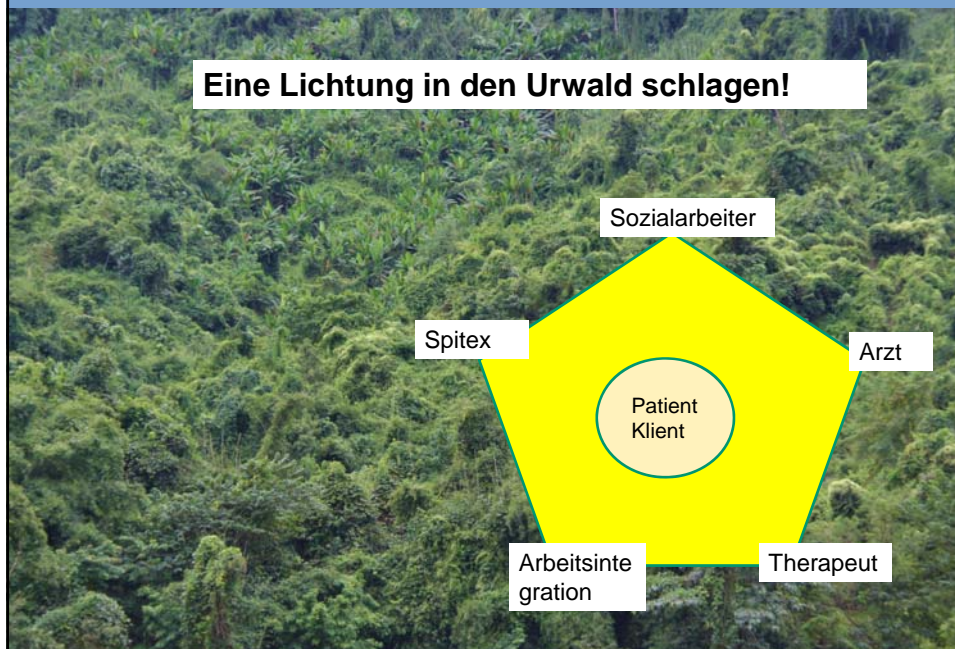 Eine Lichtung in den Urwald schlagen!
Sozialarbeiter
Spitex
Arzt
Patient
Klient
Arbeitsinte
gration
Therapeut